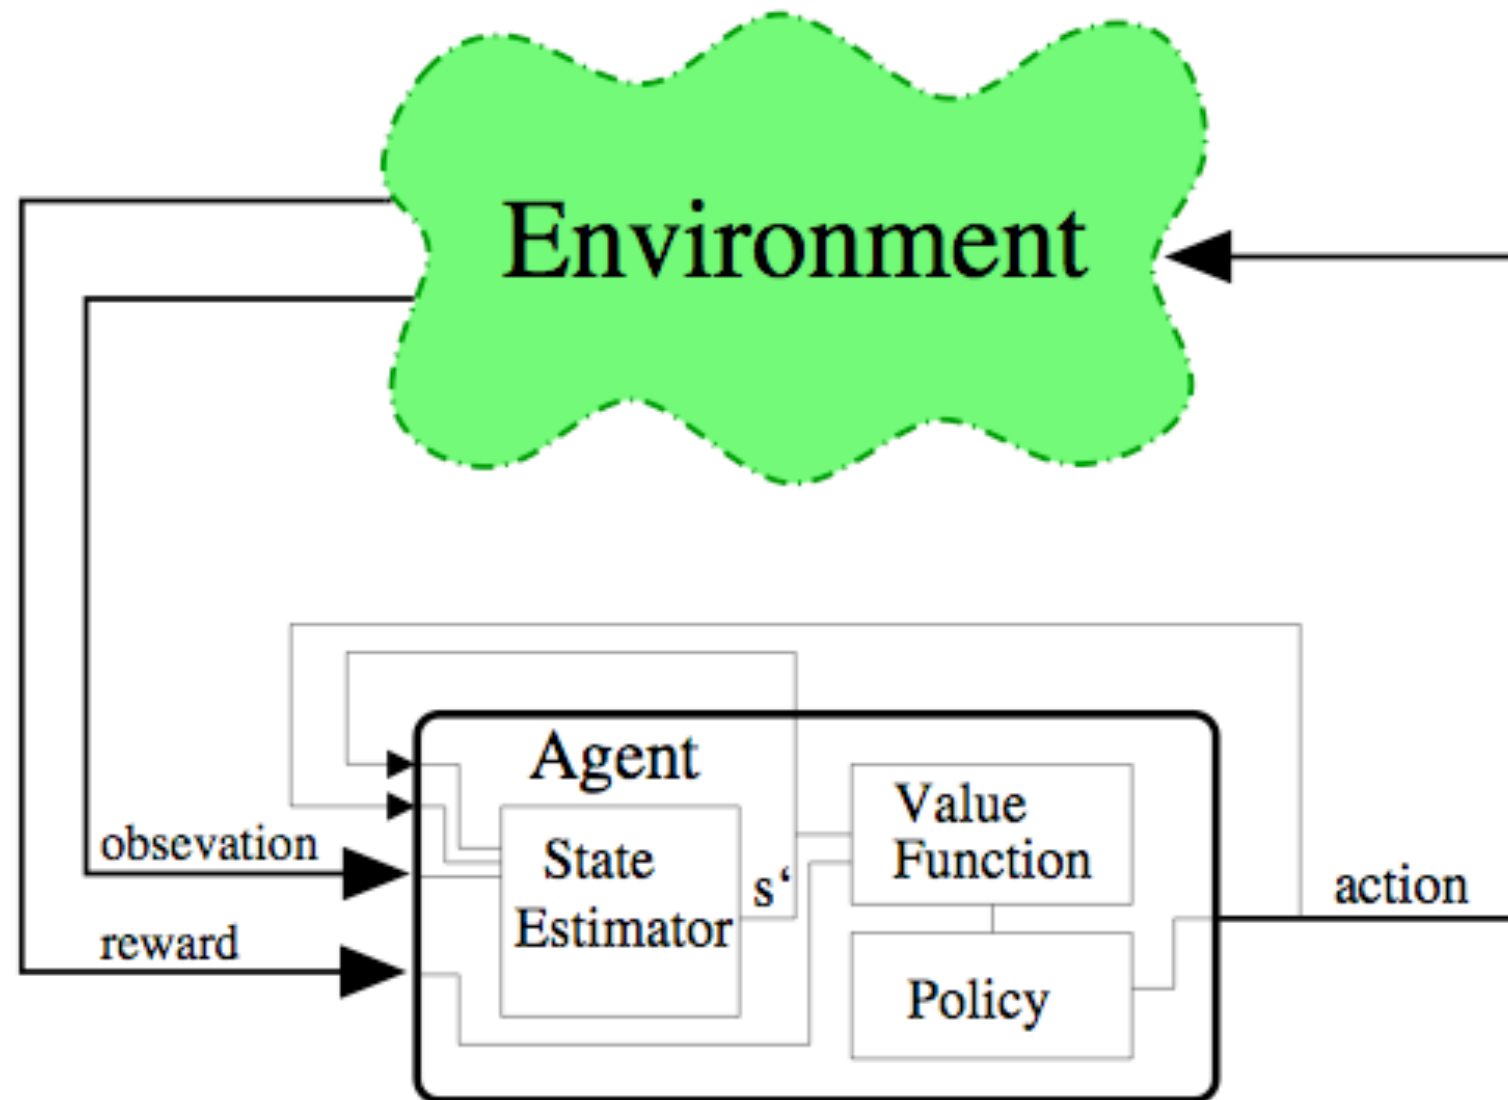 Environment
Agent
State
Estimator
s‘
Value
Function
Policy
obsevation
reward
action